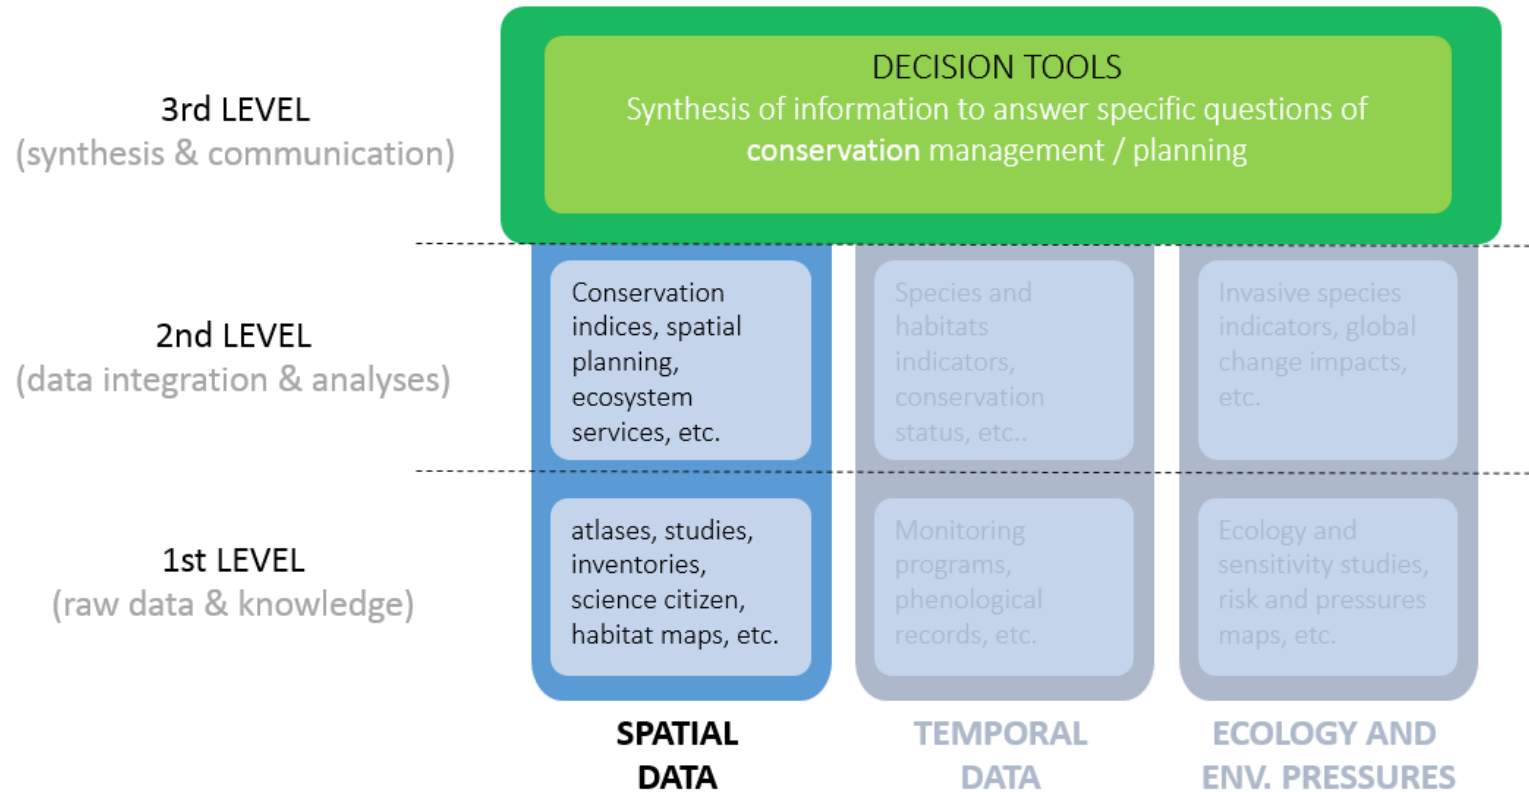 DECISION TOOLS
Synthesis of information to answer specific questions of
conservation management / planning
3rd LEVEL
(synthesis & communication)
2nd LEVEL
(data integration & analyses)
Conservation
indices, spatial
planning,
ecosystem
services, etc.
Species and
habitats
indicators,
conservation
status, etc..
Invasive species
indicators, global
change impacts,
etc.
1st LEVEL
(raw data & knowledge)
atlases, studies,
inventories,
science citizen,
habitat maps, etc.
Monitoring
programs,
phenological
records, etc.
Ecology and
sensitivity studies,
risk and pressures
maps, etc.
SPATIAL
DATA
TEMPORAL
DATA
ECOLOGY AND
ENV. PRESSURES